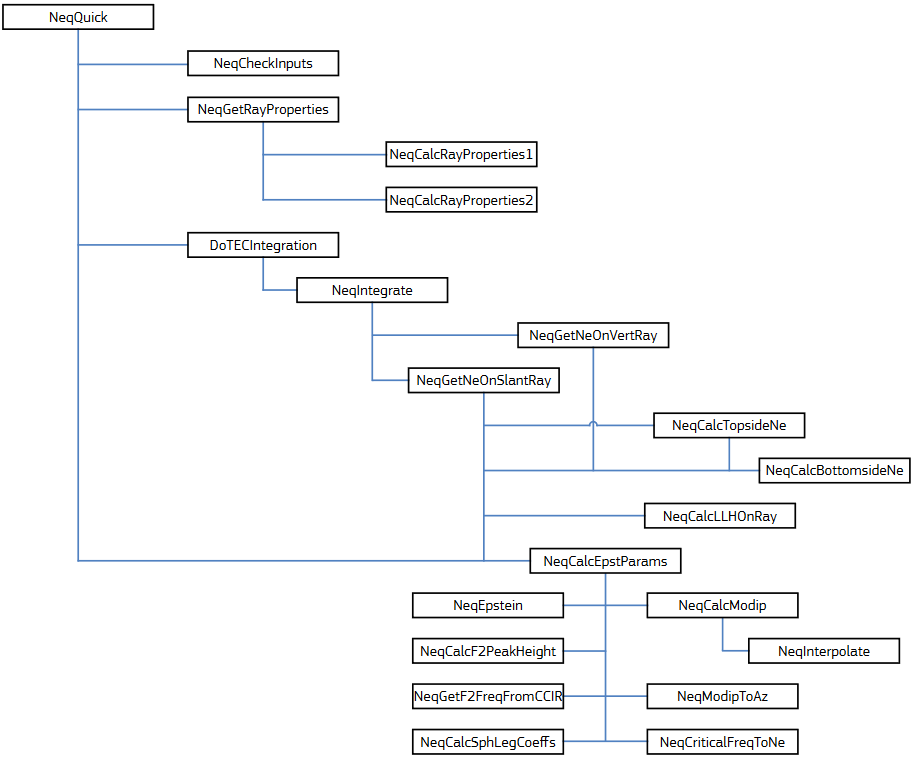 NeqQuick
NeqCheckInputs
NeqGetRayProperties
NeqCalcRayProperties1
NeqCalcRayProperties2
DoTECIntegration
NeqIntegrate
NeqGetNeOnVertRay
NeqGetNeOnSlantRay
NeqCalcTopsideNe
NeqCalcBottomsideNe
NeqCalcLLHOnRay
NeqCalcEpstParams
NeqEpstein
NeqCalcModip
NeqCalcF2PeakHeight
NeqInterpolate
NeqGetF2FreqFromCCIR
NeqModipToAz
NeqCalcSphLegCoeffs
NeqCriticalFreqToNe